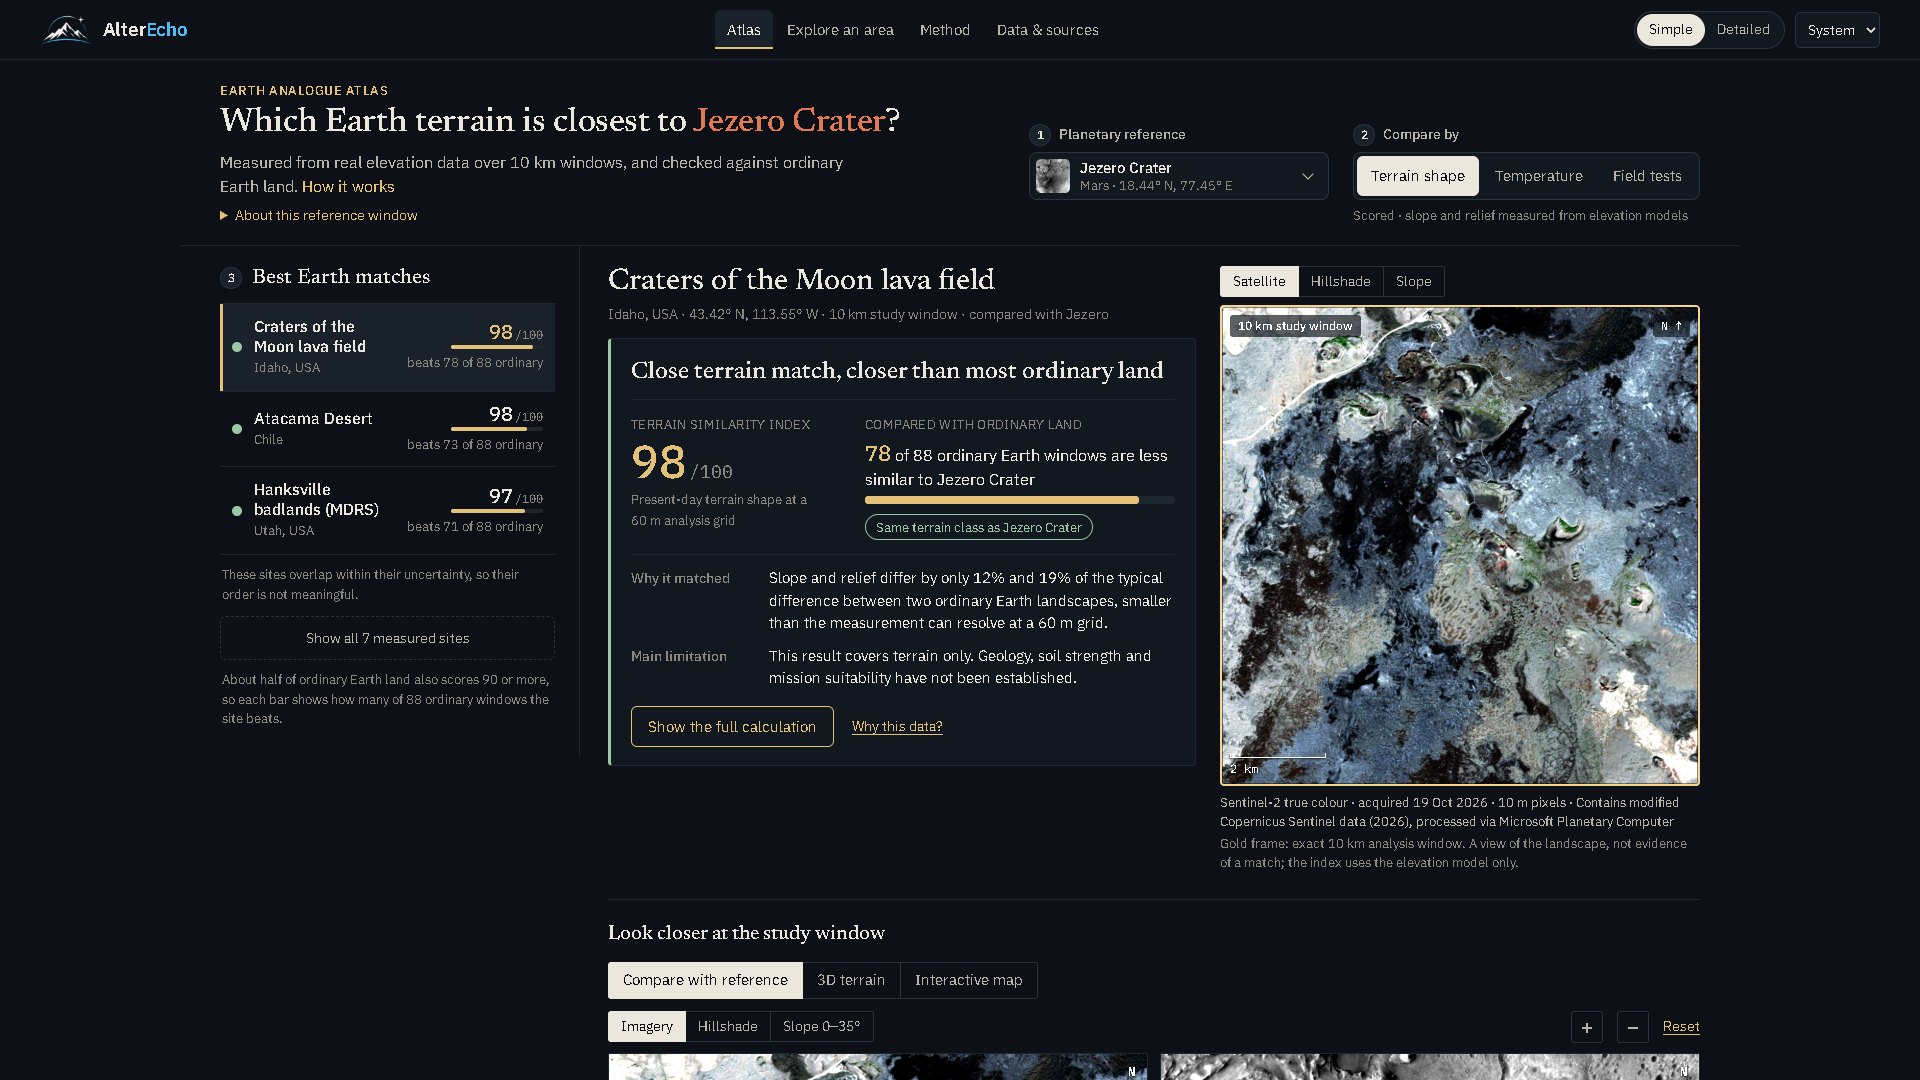 AlterEcho
Atlas
Explore an area
Method
Data & sources
Simple
Detailed
System
EARTH ANALOGUE ATLAS
Which Earth terrain is closest to Jezero Crater?
Measured from real elevation data over 10 km windows, and checked against ordinary
Earth land. How it works
About this reference window
1 Planetary reference
Jezero Crater
Mars · 18.44° N, 77.45° E
2 Compare by
Terrain shape
Temperature
Field tests
Scored · slope and relief measured from elevation models
3 Best Earth matches
Craters of the
Moon lava field
Idaho, USA
98 /100
beats 78 of 88 ordinary
Atacama Desert
Chile
98 /100
beats 73 of 88 ordinary
Hanksville
badlands (MDRS)
Utah, USA
97 /100
beats 71 of 88 ordinary
These sites overlap within their uncertainty, so their
order is not meaningful.
Show all 7 measured sites
About half of ordinary Earth land also scores 90 or more,
so each bar shows how many of 88 ordinary windows the
site beats.
Craters of the Moon lava field
Idaho, USA · 43.42° N, 113.55° W · 10 km study window · compared with Jezero
Close terrain match, closer than most ordinary land
TERRAIN SIMILARITY INDEX
98 /100
Present-day terrain shape at a
60 m analysis grid
COMPARED WITH ORDINARY LAND
78 of 88 ordinary Earth windows are less
similar to Jezero Crater
Same terrain class as Jezero Crater
Why it matched
Slope and relief differ by only 12% and 19% of the typical
difference between two ordinary Earth landscapes, smaller
than the measurement can resolve at a 60 m grid.
Main limitation
This result covers terrain only. Geology, soil strength and
mission suitability have not been established.
Show the full calculation
Why this data?
Satellite
Hillshade
Slope
10 km study window
N ↑
2 km
Sentinel-2 true colour · acquired 19 Oct 2026 · 10 m pixels · Contains modified
Copernicus Sentinel data (2026), processed via Microsoft Planetary Computer
Gold frame: exact 10 km analysis window. A view of the landscape, not evidence
of a match; the index uses the elevation model only.
Look closer at the study window
Compare with reference
3D terrain
Interactive map
Imagery
Hillshade
Slope 0–35°
+
−
Reset
N
N